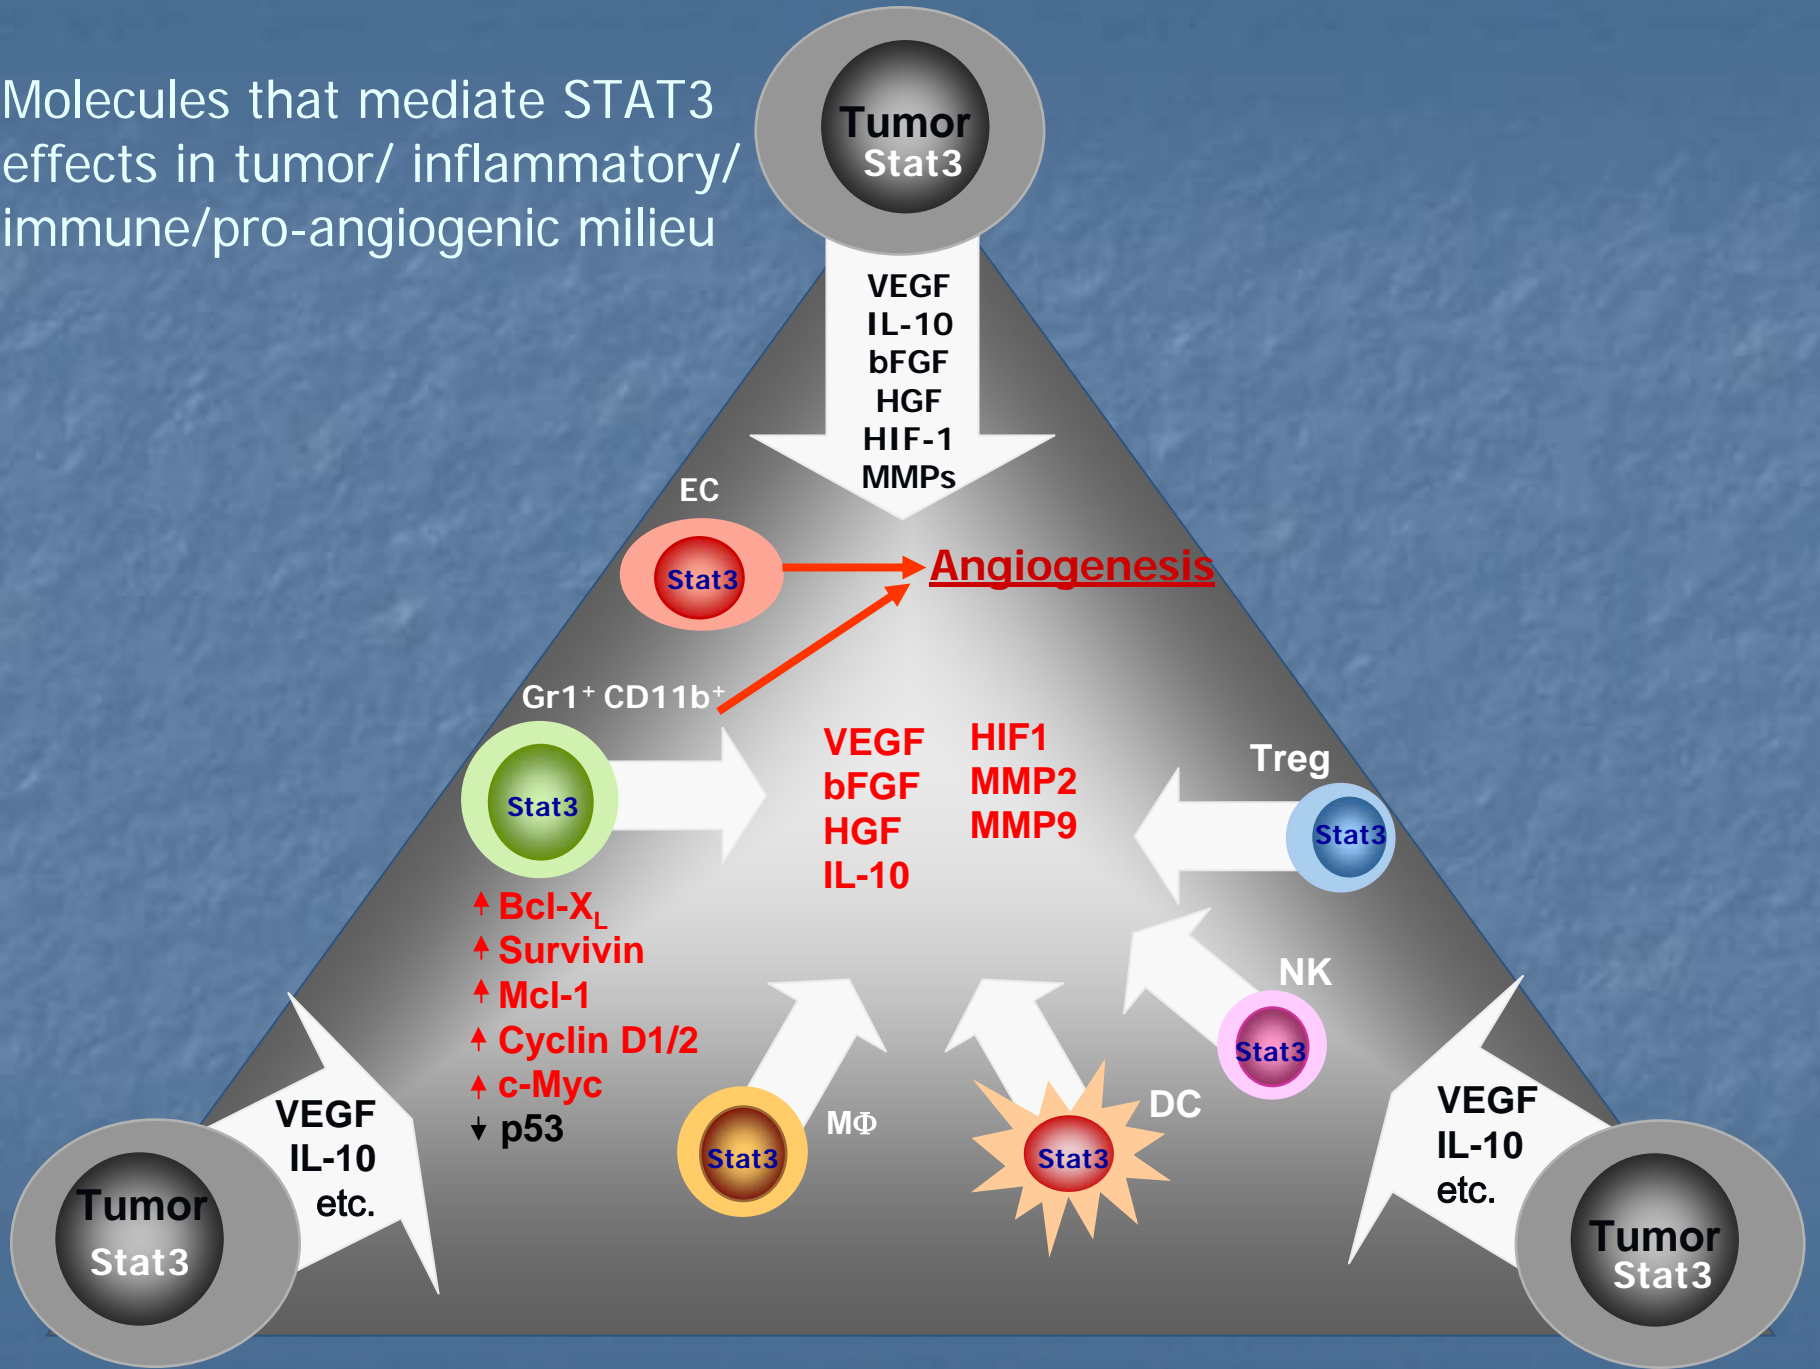 Molecules that mediate STAT3
effects in tumor/ inflammatory/
immune/pro-angiogenic milieu
Tumor
Stat3
VEGF
IL-10
bFGF
HGF
HIF-1
MMPs
EC
Stat3
Angiogenesis
Gr1⁺ CD11b⁺
Stat3
VEGF
bFGF
HGF
IL-10
HIF1
MMP2
MMP9
Treg
Stat3
Bcl-X_L
Survivin
Mcl-1
Cyclin D1/2
c-Myc
p53
NK
Stat3
MΦ
Stat3
DC
Stat3
VEGF
IL-10
etc.
Tumor
Stat3
VEGF
IL-10
etc.
Tumor
Stat3